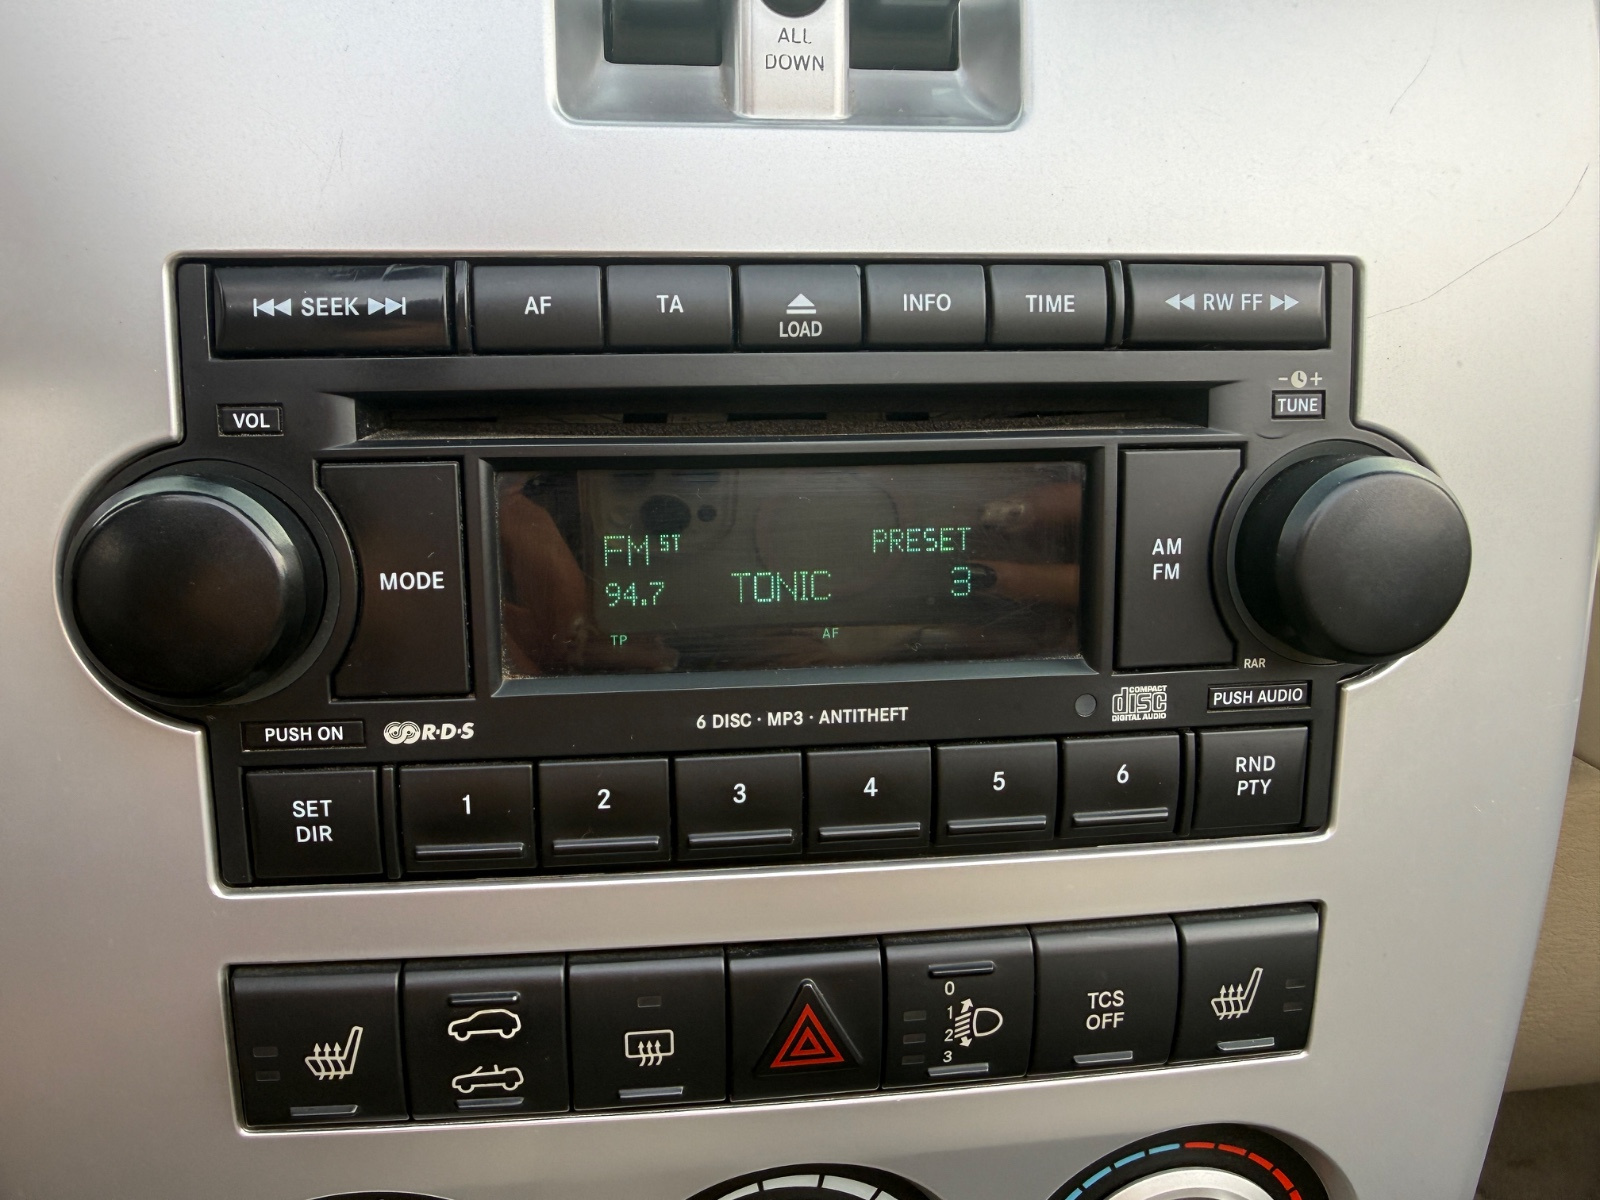 ALL
DOWN
SEEK
AF
TA
LOAD
INFO
TIME
RW FF
VOL
- +
TUNE
MODE
FM ST
PRESET
94.7 TONIC 3
TP
AF
AM
FM
RAR
PUSH ON
R·D·S
6 DISC · MP3 · ANTITHEFT
COMPACT
disc
DIGITAL AUDIO
PUSH AUDIO
SET
DIR
1
2
3
4
5
6
RND
PTY
0
1
2
3
TCS
OFF